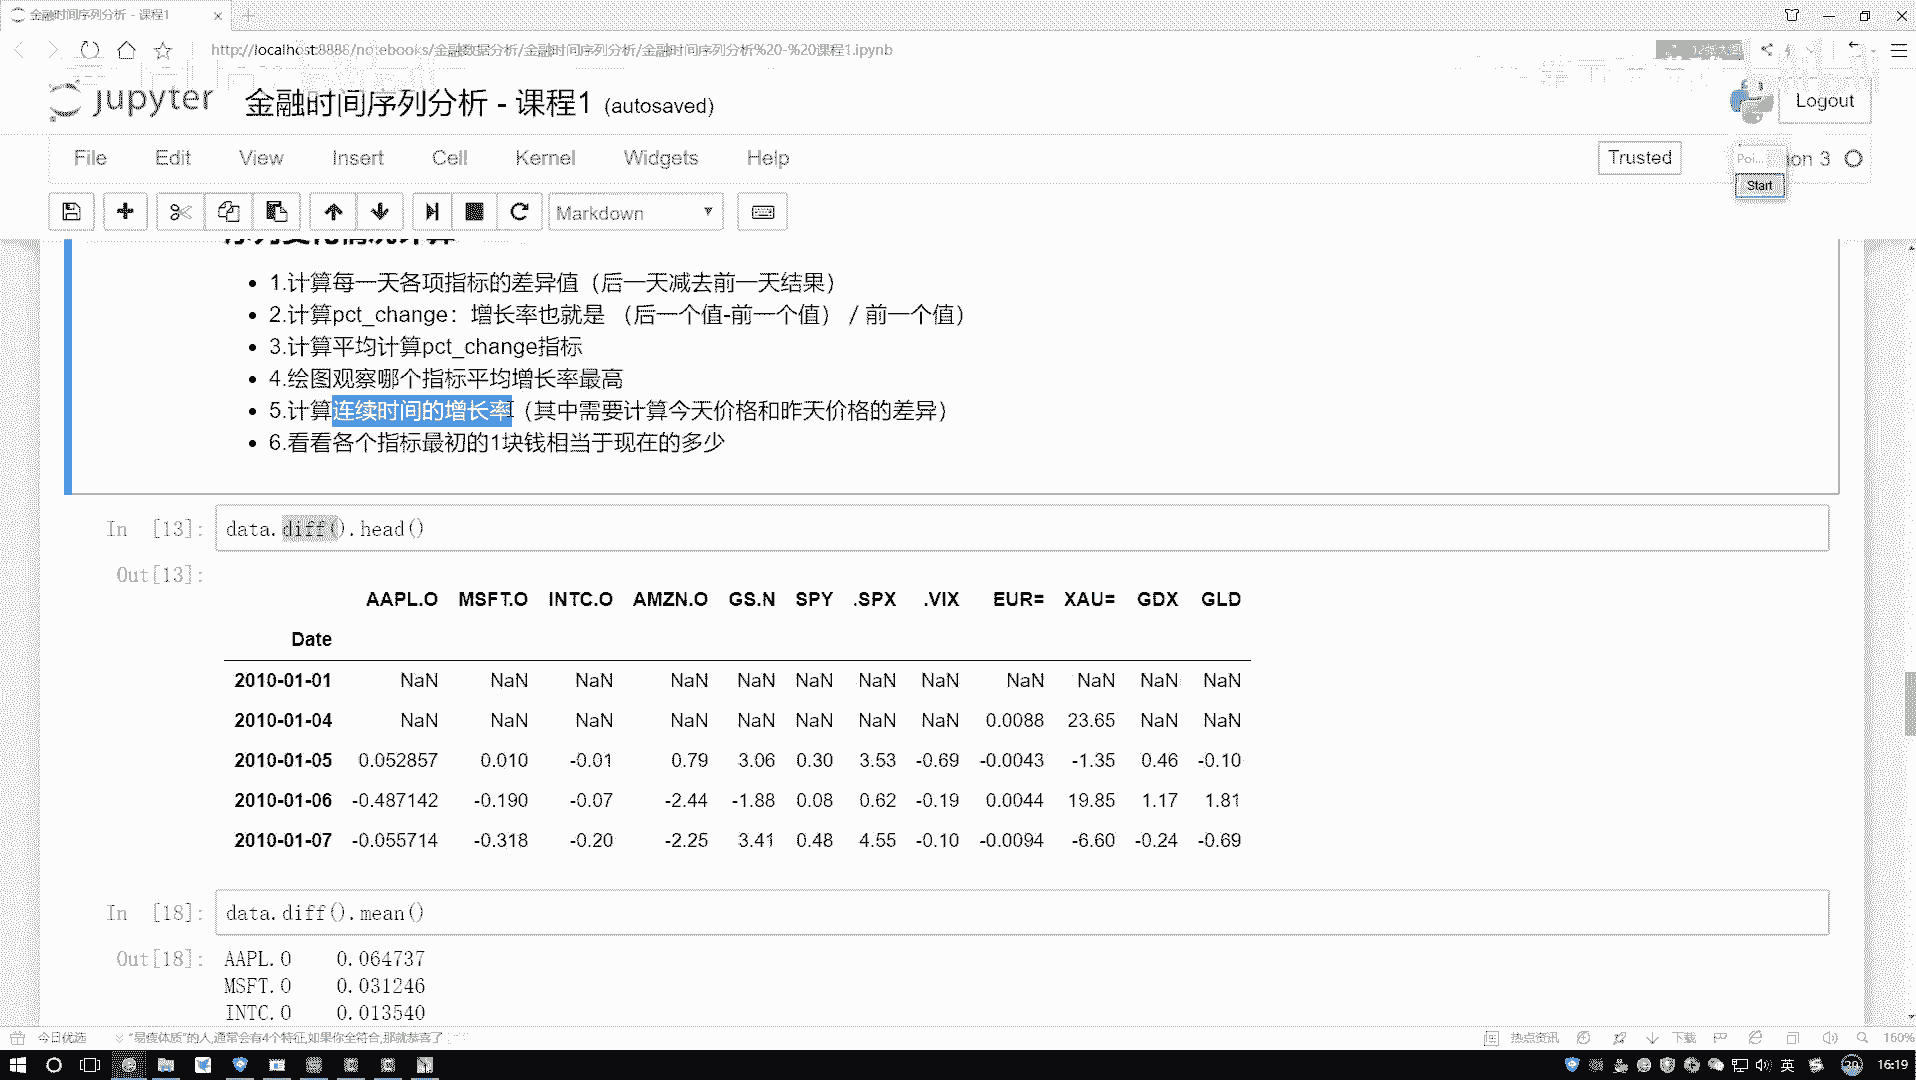 金融时间序列分析 - 课程1
http://localhost:8888/notebooks/金融数据分析/金融时间序列分析/金融时间序列分析%20-%20课程1.ipynb
jupyter 金融时间序列分析 - 课程1 (autosaved)
Logout
File Edit View Insert Cell Kernel Widgets Help
Trusted
on 3
Poi...
Start
Markdown
1.计算每一天各项指标的差异值（后一天减去前一天结果）
2.计算pct_change：增长率也就是 （后一个值-前一个值） / 前一个值）
3.计算平均计算pct_change指标
4.绘图观察哪个指标平均增长率最高
5.计算连续时间的增长率（其中需要计算今天价格和昨天价格的差异）
6.看看各个指标最初的1块钱相当于现在的多少
In [13]: data.diff().head()
Out[13]:
AAPL.O MSFT.O INTC.O AMZN.O GS.N SPY .SPX .VIX EUR= XAU= GDX GLD
Date
2010-01-01 NaN NaN NaN NaN NaN NaN NaN NaN NaN NaN NaN NaN
2010-01-04 NaN NaN NaN NaN NaN NaN NaN NaN 0.0088 23.65 NaN NaN
2010-01-05 0.052857 0.010 -0.01 0.79 3.06 0.30 3.53 -0.69 -0.0043 -1.35 0.46 -0.10
2010-01-06 -0.487142 -0.190 -0.07 -2.44 -1.88 0.08 0.62 -0.19 0.0044 19.85 1.17 1.81
2010-01-07 -0.055714 -0.318 -0.20 -2.25 3.41 0.48 4.55 -0.10 -0.0094 -6.60 -0.24 -0.69
In [18]: data.diff().mean()
Out[18]: AAPL.O 0.064737
MSFT.O 0.031246
INTC.O 0.013540
今日优选 "易瘦体质"的人,通常会有4个特征,如果你全符合,那就恭喜了
热点资讯 下载 160%
英 16:19